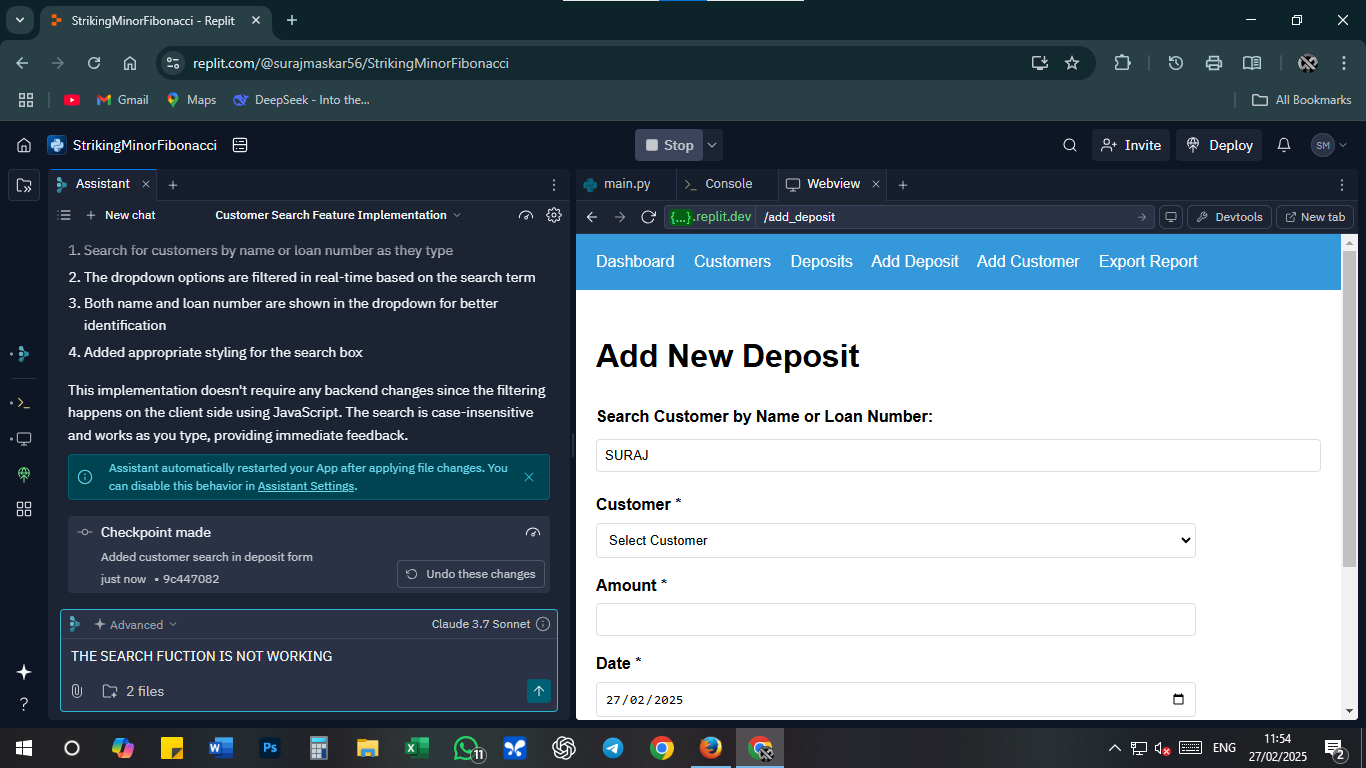 StrikingMinorFibonacci - Replit
replit.com/@surajmaskar56/StrikingMinorFibonacci
Gmail
Maps
DeepSeek - Into the...
All Bookmarks
StrikingMinorFibonacci
Stop
Invite
Deploy
SM
Assistant
main.py
Console
Webview
New chat
Customer Search Feature Implementation
{...}.replit.dev
/add_deposit
Devtools
New tab
1. Search for customers by name or loan number as they type
2. The dropdown options are filtered in real-time based on the search term
3. Both name and loan number are shown in the dropdown for better
identification
4. Added appropriate styling for the search box
This implementation doesn't require any backend changes since the filtering
happens on the client side using JavaScript. The search is case-insensitive
and works as you type, providing immediate feedback.
Assistant automatically restarted your App after applying file changes. You
can disable this behavior in Assistant Settings.
Checkpoint made
Added customer search in deposit form
just now • 9c447082
Undo these changes
Advanced
Claude 3.7 Sonnet
THE SEARCH FUCTION IS NOT WORKING
2 files
Dashboard
Customers
Deposits
Add Deposit
Add Customer
Export Report
Add New Deposit
Search Customer by Name or Loan Number:
SURAJ
Customer *
Select Customer
Amount *
Date *
27/02/2025
11
ENG
11:54
27/02/2025
2